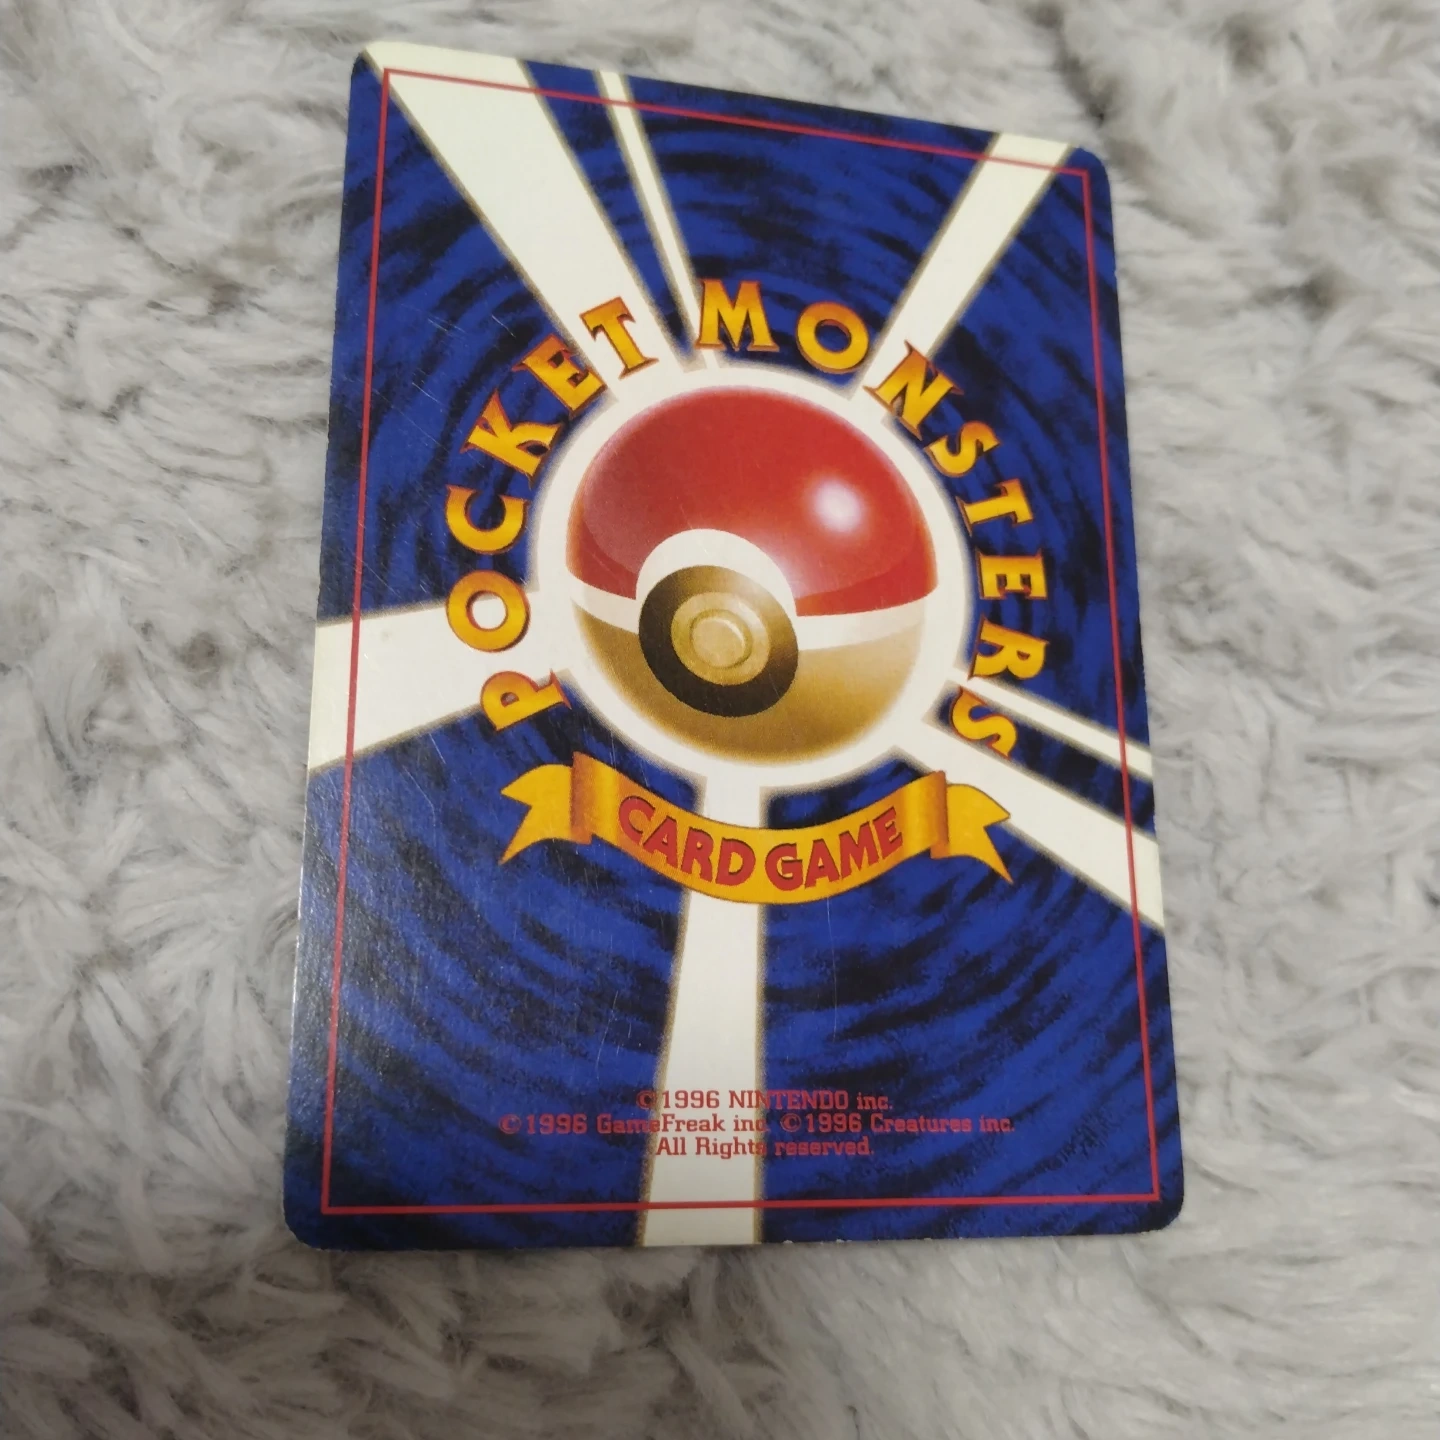 POCKET MONSTERS
CARD GAME
©1996 NINTENDO inc.
©1996 GameFreak inc. ©1996 Creatures inc.
All Rights reserved.